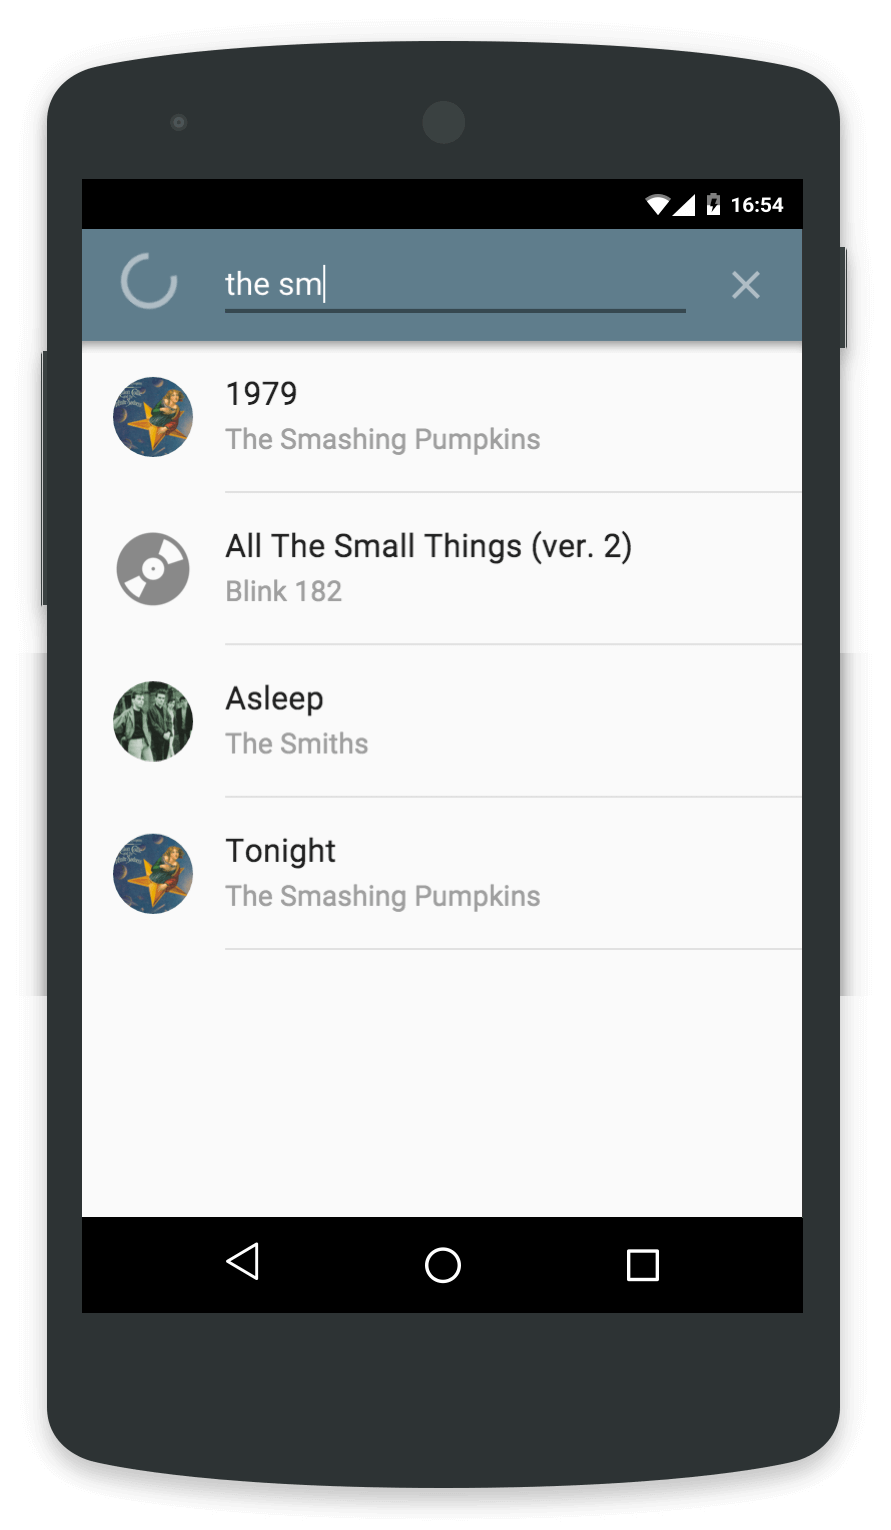 16:54
the sm
1979
The Smashing Pumpkins
All The Small Things (ver. 2)
Blink 182
Asleep
The Smiths
Tonight
The Smashing Pumpkins